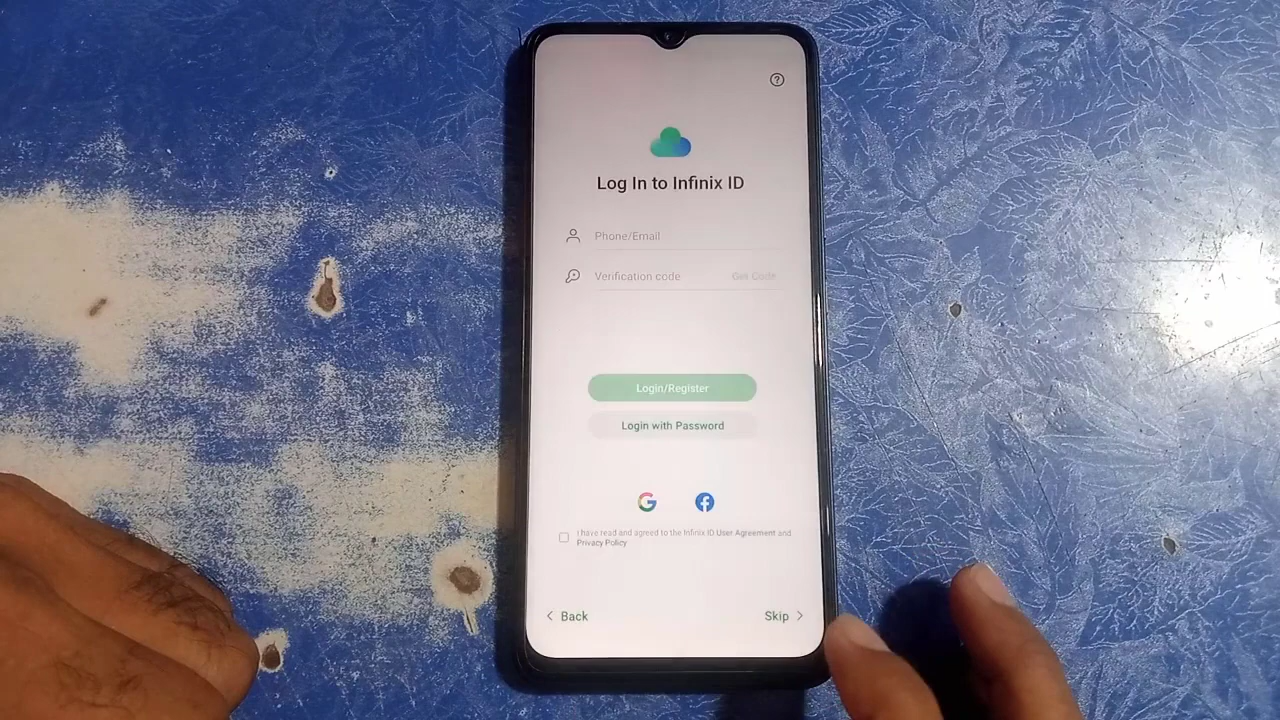 Log In to Infinix ID
Phone/Email
Verification code Get Code
Login/Register
Login with Password
I have read and agreed to the Infinix ID User Agreement and
Privacy Policy
Back Skip